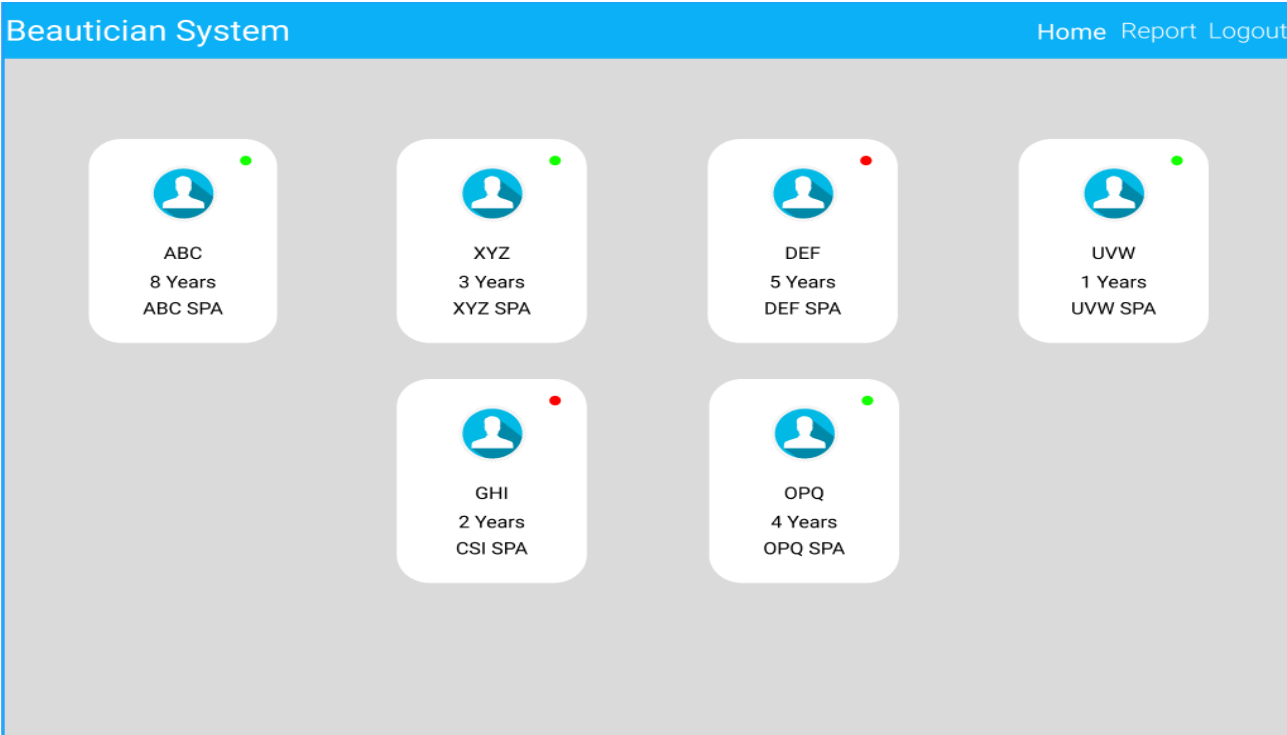 Beautician System
Home Report Logout
ABC
8 Years
ABC SPA
XYZ
3 Years
XYZ SPA
DEF
5 Years
DEF SPA
UVW
1 Years
UVW SPA
GHI
2 Years
CSI SPA
OPQ
4 Years
OPQ SPA